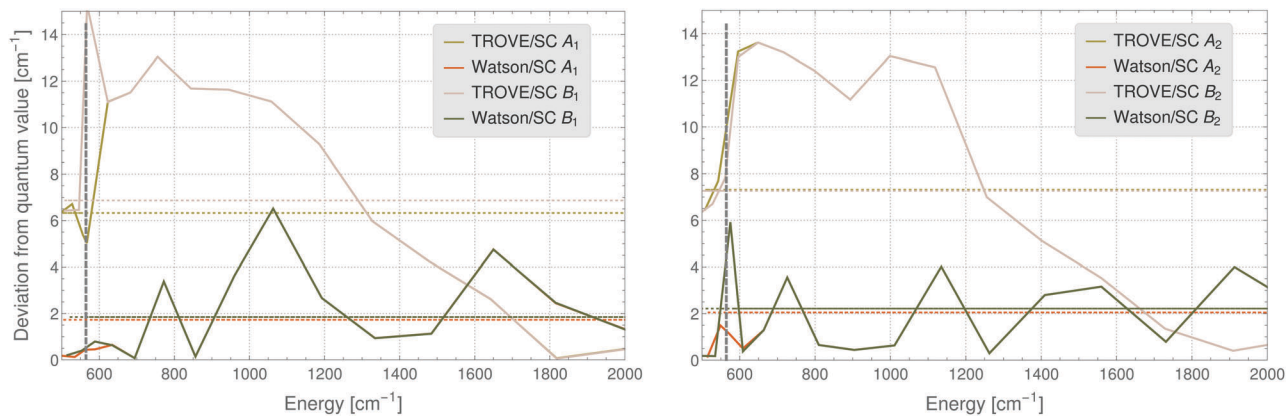 Deviation from quantum value [cm⁻¹]
14
12
10
8
6
4
2
0
TROVE/SC A₁
Watson/SC A₁
TROVE/SC B₁
Watson/SC B₁
600 800 1000 1200 1400 1600 1800 2000
Energy [cm⁻¹]
14
12
10
8
6
4
2
0
TROVE/SC A₂
Watson/SC A₂
TROVE/SC B₂
Watson/SC B₂
600 800 1000 1200 1400 1600 1800 2000
Energy [cm⁻¹]